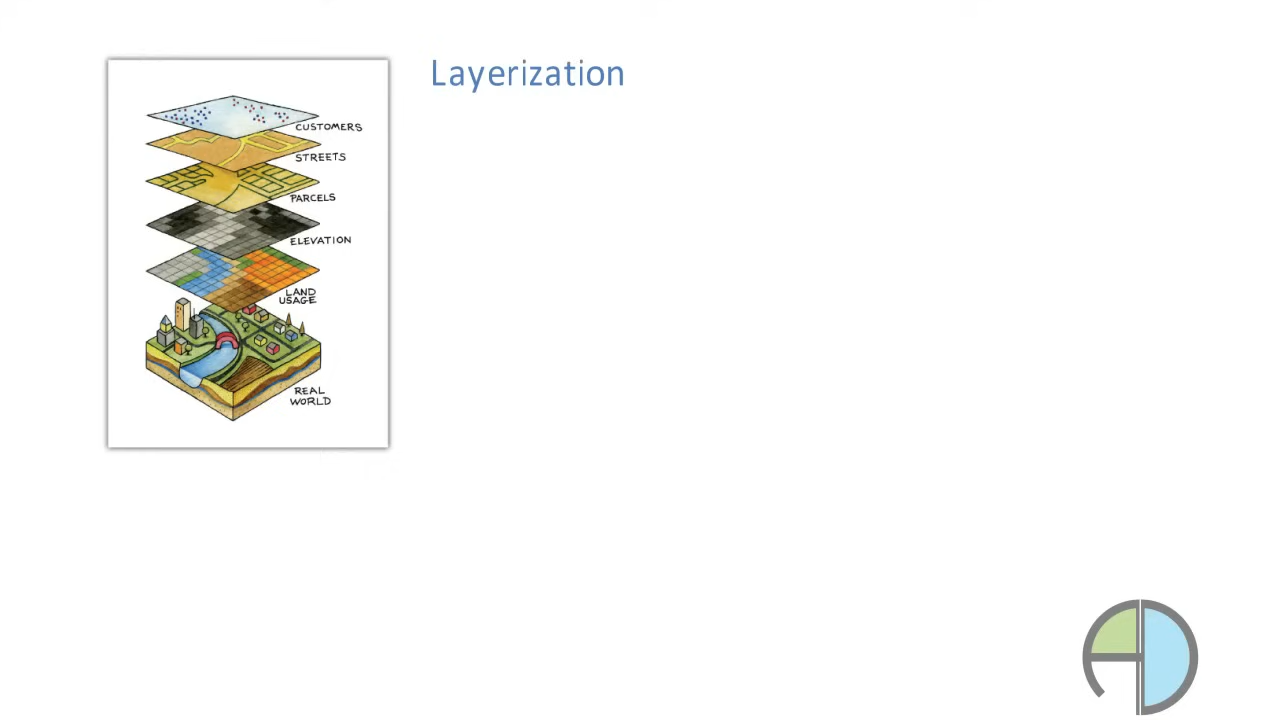 Layerization
CUSTOMERS
STREETS
PARCELS
ELEVATION
LAND
USAGE
REAL
WORLD